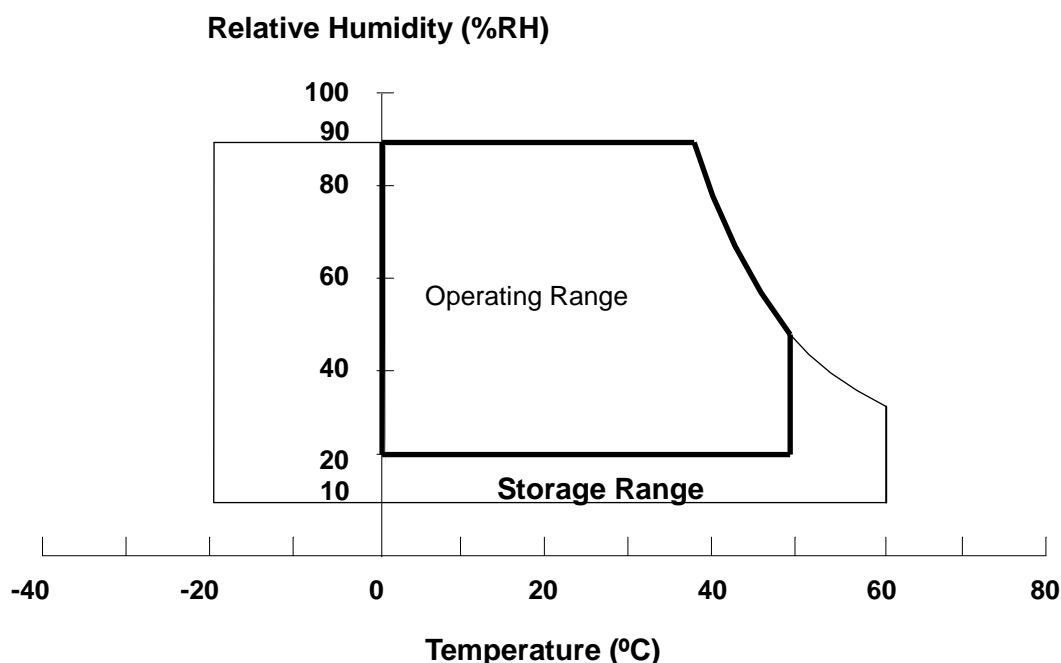 Relative Humidity (%RH)
100
90
80
60
Operating Range
40
20
10
Storage Range
-40 -20 0 20 40 60 80
Temperature (ºC)